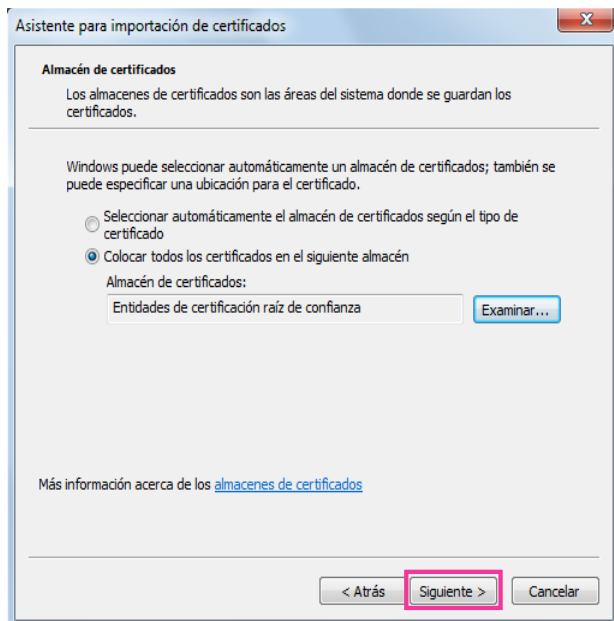 Asistente para importación de certificados
Almacén de certificados
Los almacenes de certificados son las áreas del sistema donde se guardan los
certificados.
Windows puede seleccionar automáticamente un almacén de certificados; también se
puede especificar una ubicación para el certificado.
Seleccionar automáticamente el almacén de certificados según el tipo de
certificado
Colocar todos los certificados en el siguiente almacén
Almacén de certificados:
Entidades de certificación raíz de confianza
Examinar...
Más información acerca de los almacenes de certificados
< Atrás
Siguiente >
Cancelar